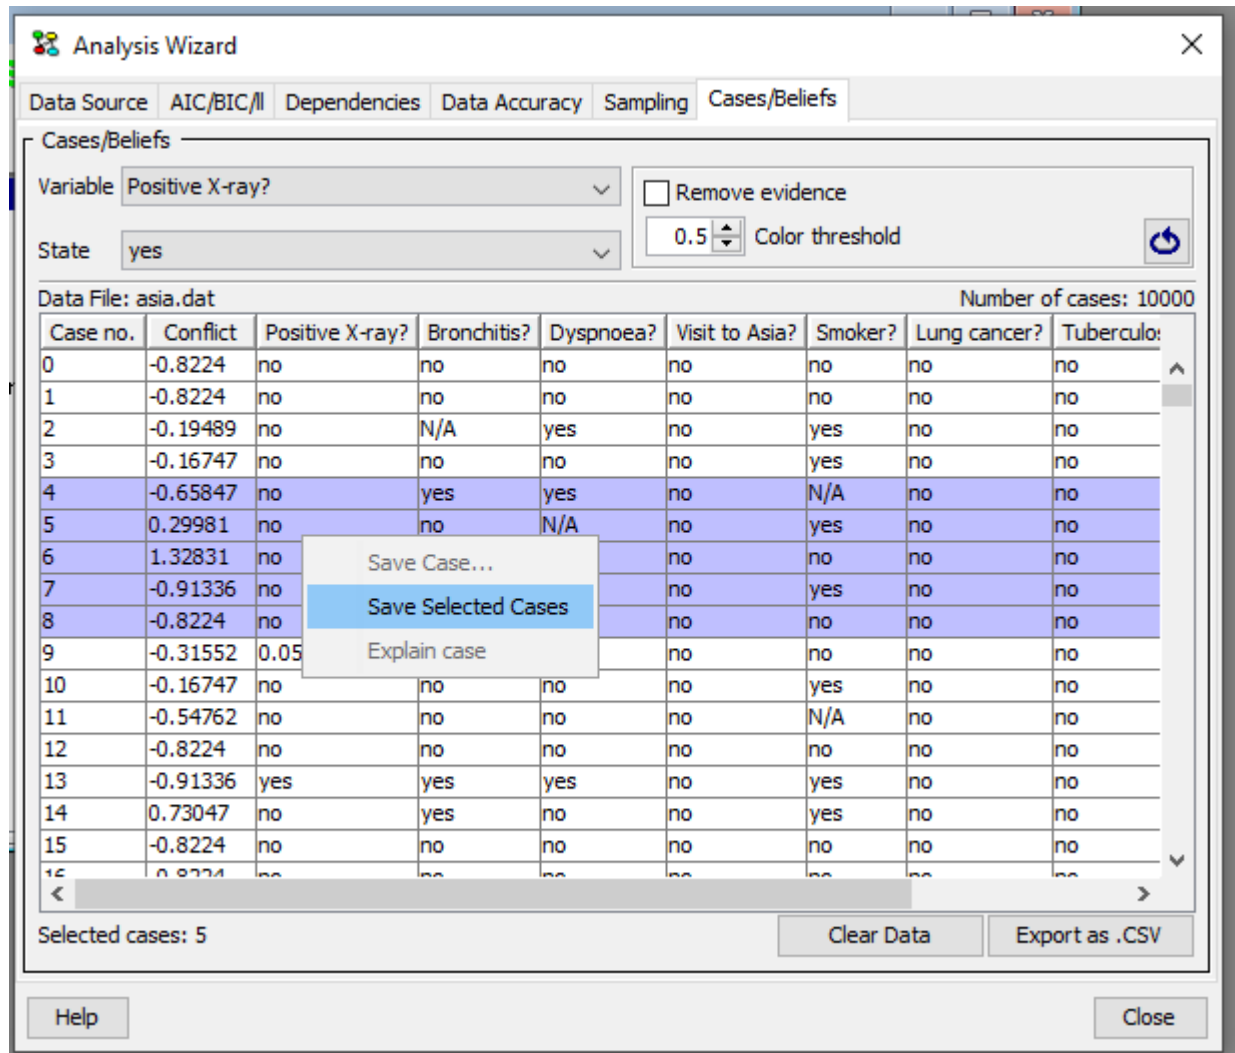 Analysis Wizard
Data Source AIC/BIC/ll Dependencies Data Accuracy Sampling Cases/Beliefs
Cases/Beliefs
Variable Positive X-ray?
Remove evidence
0.5 Color threshold
State yes
Data File: asia.dat Number of cases: 10000
Case no. Conflict Positive X-ray? Bronchitis? Dyspnoea? Visit to Asia? Smoker? Lung cancer? Tuberculos
0 -0.8224 no no no no no no no
1 -0.8224 no no no no no no no
2 -0.19489 no N/A yes no yes no no
3 -0.16747 no no no no yes no no
4 -0.65847 no yes yes no N/A no no
5 0.29981 no no N/A no yes no no
6 1.32831 no no no no no
7 -0.91336 no no yes no no
8 -0.8224 no no no no no
9 -0.31552 0.05 no no no no
Save Case...
Save Selected Cases
Explain case
10 -0.16747 no no no no yes no no
11 -0.54762 no no no no N/A no no
12 -0.8224 no no no no no no no
13 -0.91336 yes yes yes no yes no no
14 0.73047 no yes no no yes no no
15 -0.8224 no no no no no no no
Selected cases: 5 Clear Data Export as .CSV
Help Close